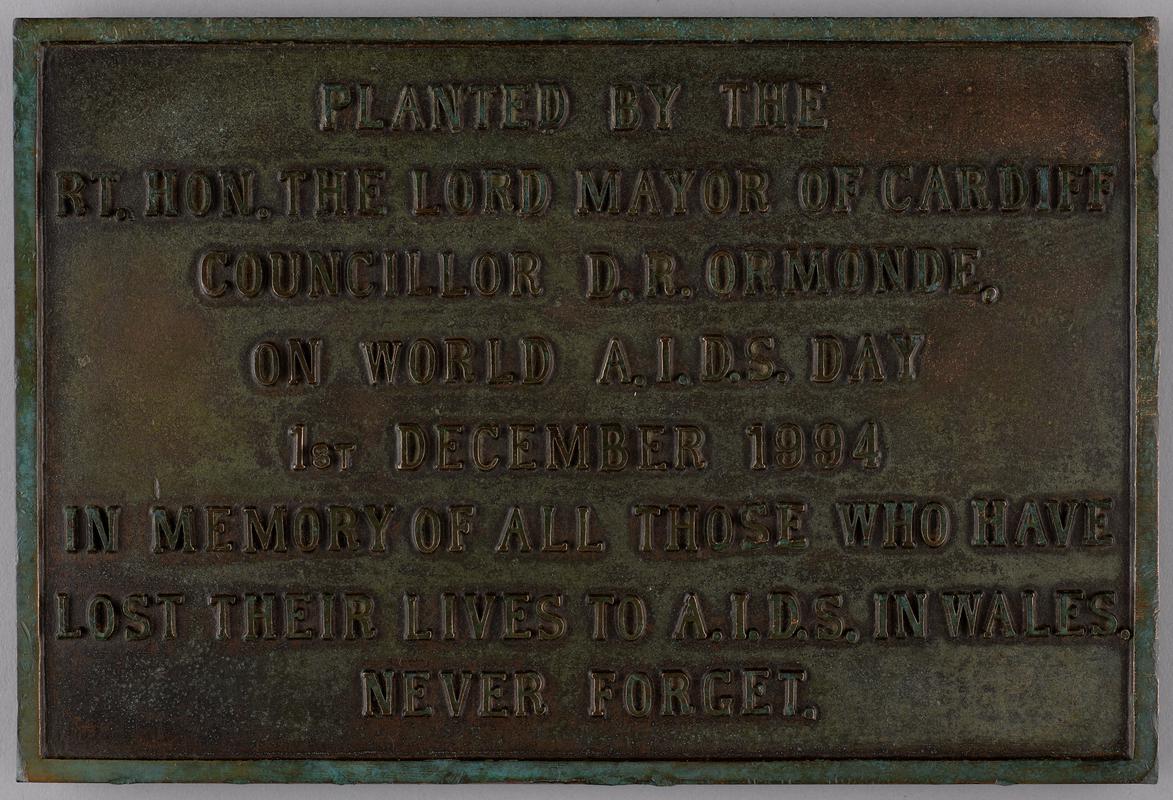 PLANTED BY THE
RT. HON. THE LORD MAYOR OF CARDIFF
COUNCILLOR D.R. ORMONDE,
ON WORLD A.I.D.S. DAY
1ST DECEMBER 1994
IN MEMORY OF ALL THOSE WHO HAVE
LOST THEIR LIVES TO A.I.D.S. IN WALES.
NEVER FORGET.